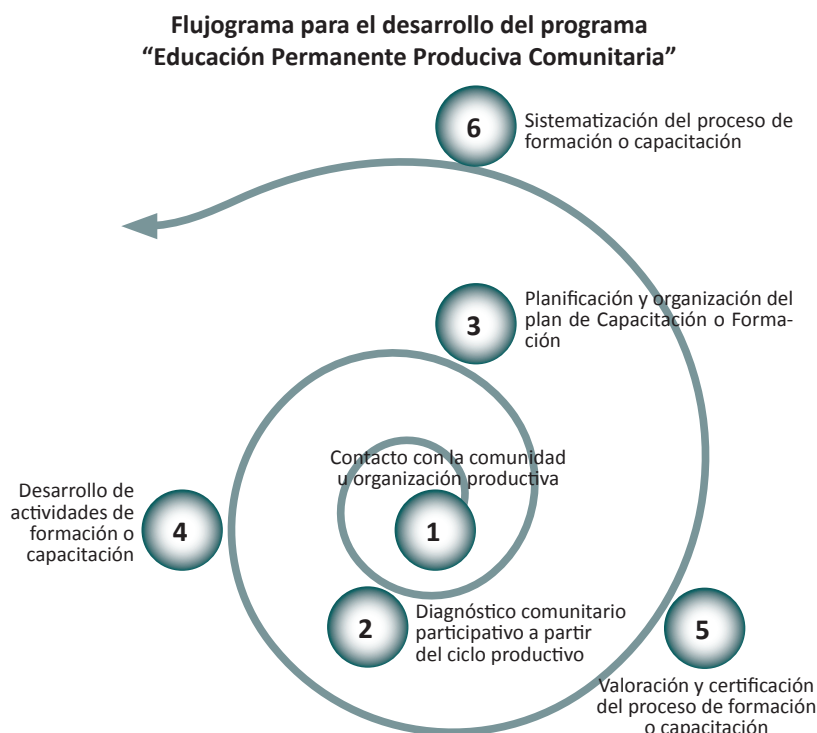 Flujograma para el desarrollo del programa
“Educación Permanente Produciva Comunitaria”
6
Sistematización del proceso de
formación o capacitación
3
Planificación y organización del
plan de Capacitación o Forma-
ción
Contacto con la comunidad
u organización productiva
1
Desarrollo de
actividades de
formación o
capacitación
4
2
Diagnóstico comunitario
participativo a partir
del ciclo productivo
5
Valoración y certificación
del proceso de formación
o capacitación